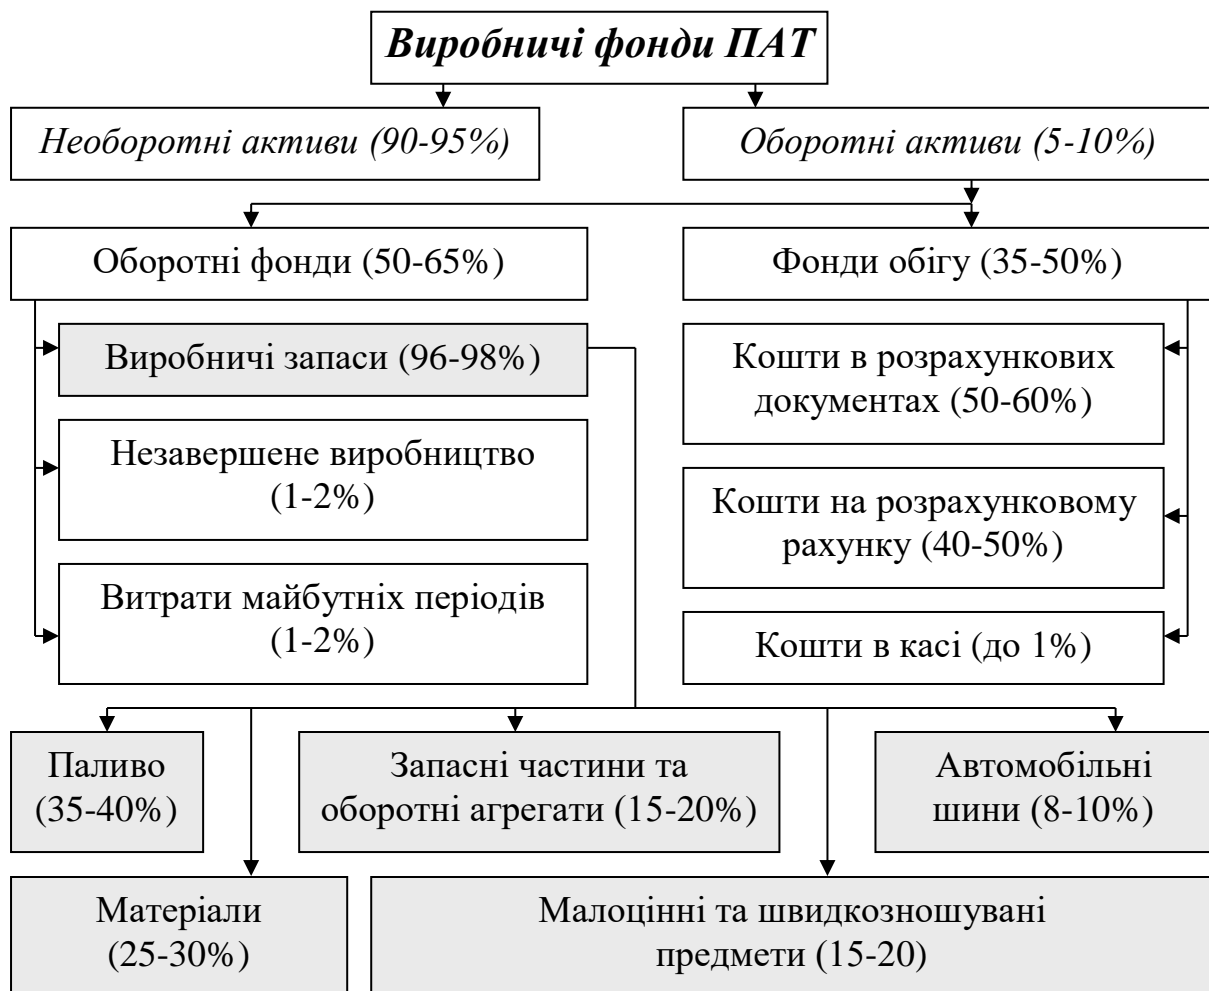 Виробничі фонди ПАТ
Необоротні активи (90-95%)
Оборотні активи (5-10%)
Оборотні фонди (50-65%)
Фонди обігу (35-50%)
Виробничі запаси (96-98%)
Незавершене виробництво
(1-2%)
Витрати майбутніх періодів
(1-2%)
Кошти в розрахункових
документах (50-60%)
Кошти на розрахунковому
рахунку (40-50%)
Кошти в касі (до 1%)
Паливо
(35-40%)
Запасні частини та
оборотні агрегати (15-20%)
Автомобільні
шини (8-10%)
Матеріали
(25-30%)
Малоцінні та швидкозношувані
предмети (15-20)